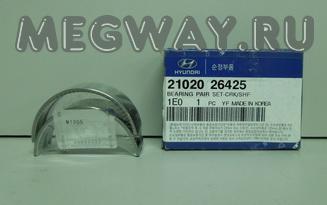 MEGWAY.RU
HYUNDAI
순정부품
21020 26425
BEARING PAIR SET-CRK/SHF
1E0 1 PC YF MADE IN KOREA